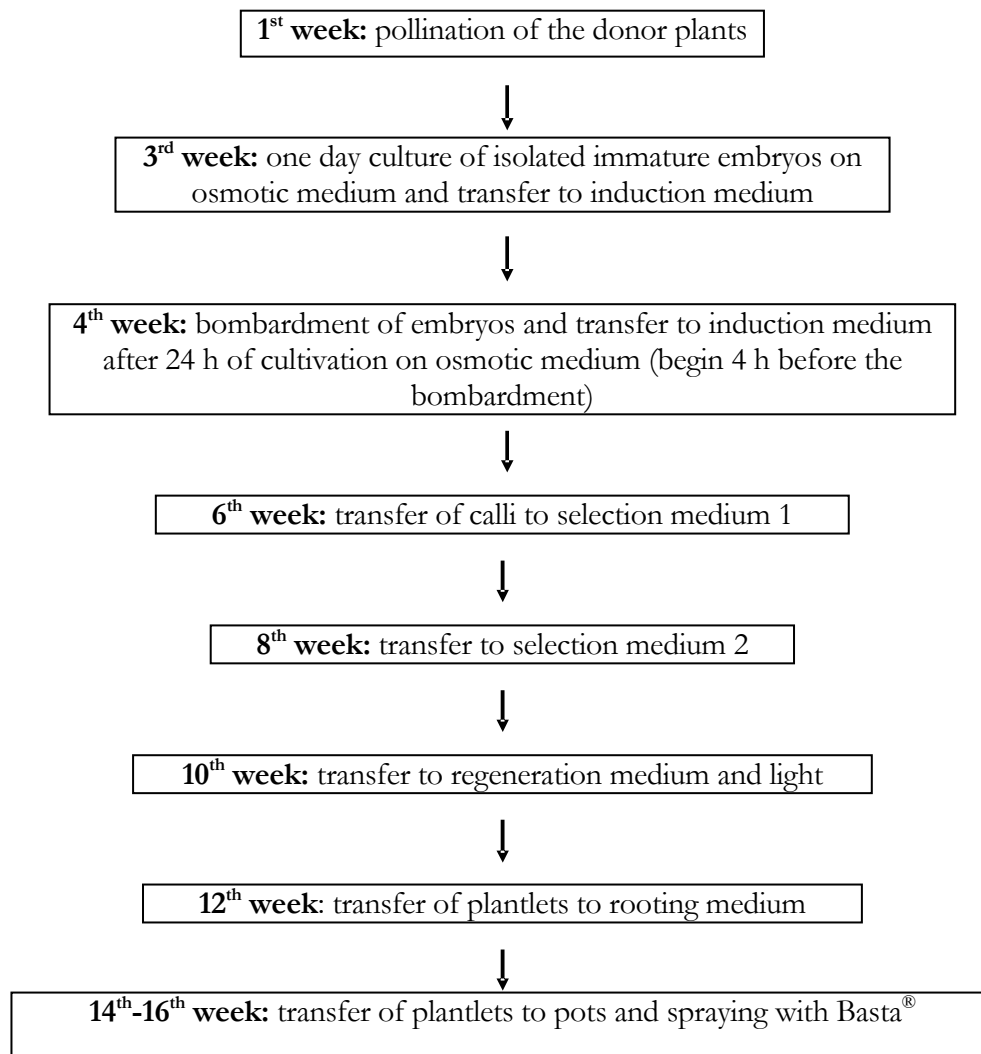 1st week: pollination of the donor plants
3rd week: one day culture of isolated immature embryos on
osmotic medium and transfer to induction medium
4th week: bombardment of embryos and transfer to induction medium
after 24 h of cultivation on osmotic medium (begin 4 h before the
bombardment)
6th week: transfer of calli to selection medium 1
8th week: transfer to selection medium 2
10th week: transfer to regeneration medium and light
12th week: transfer of plantlets to rooting medium
14th-16th week: transfer of plantlets to pots and spraying with Basta®